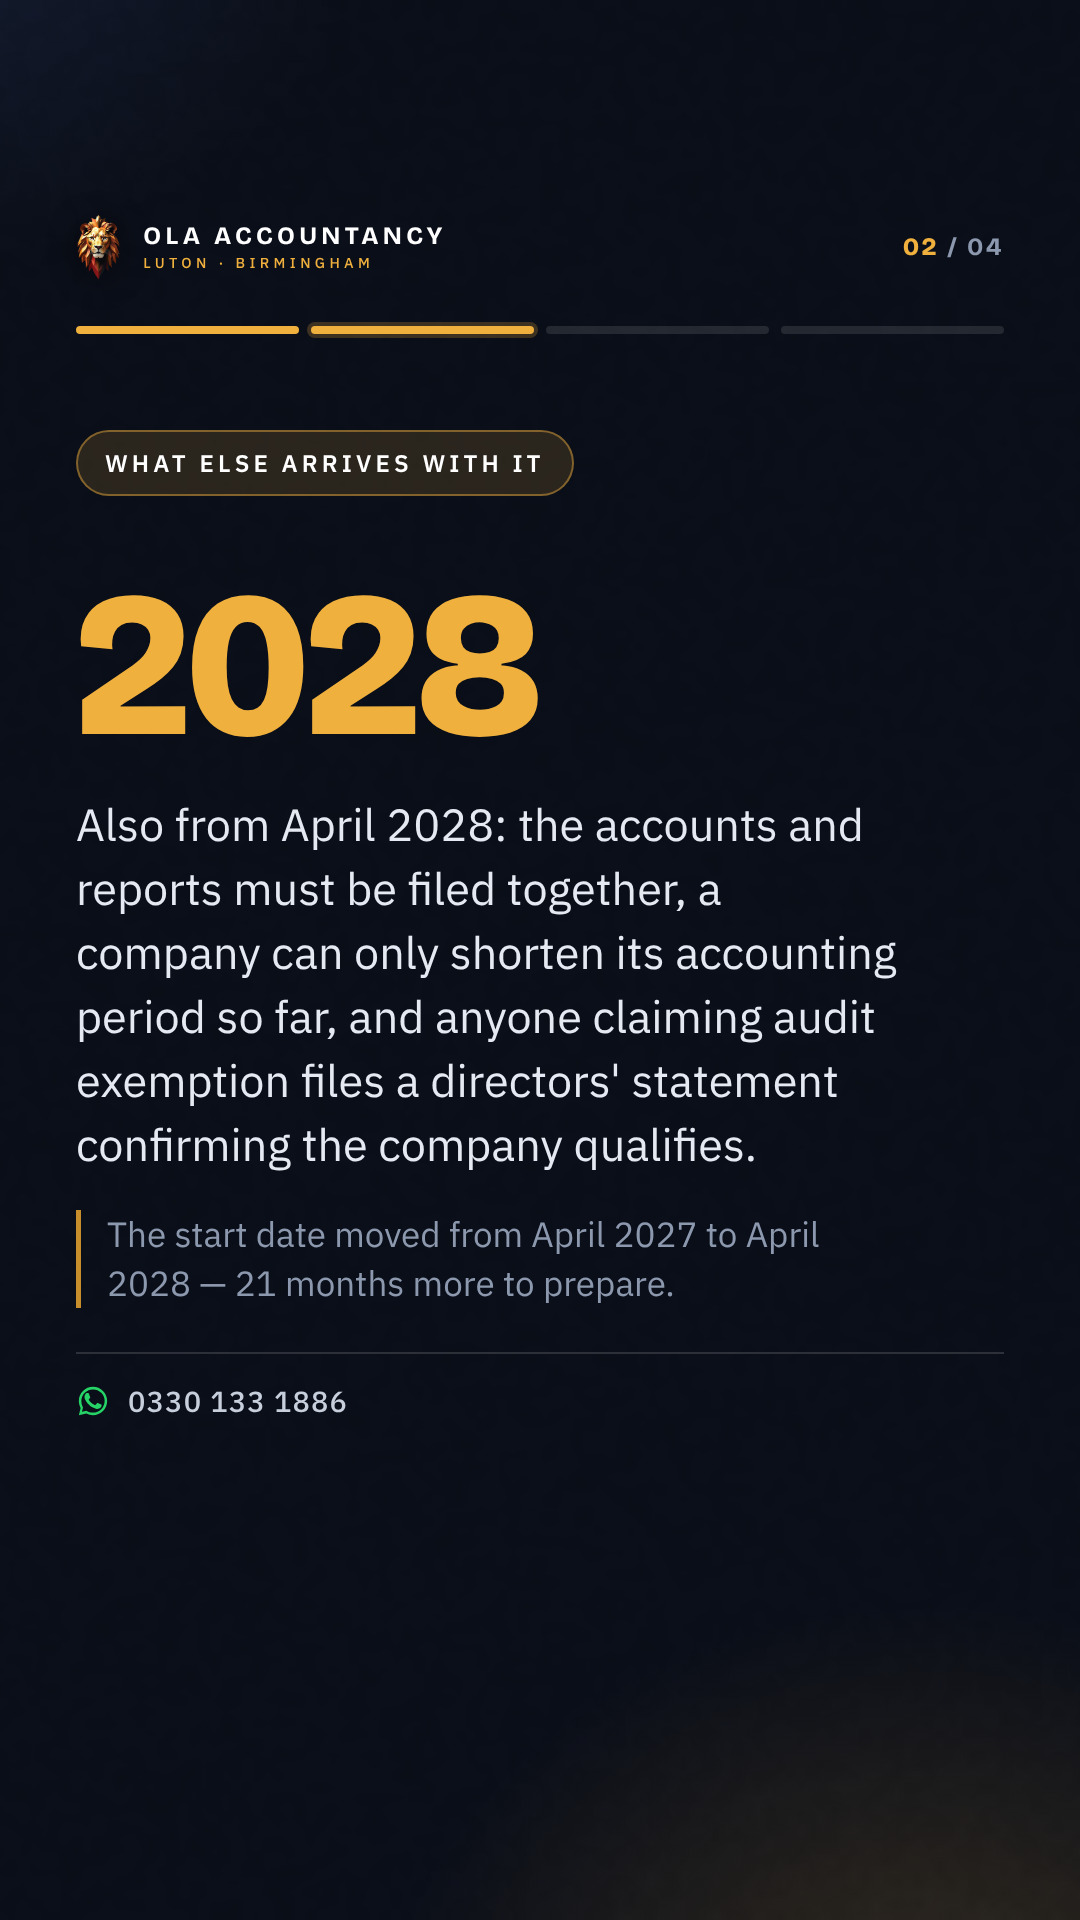 OLA ACCOUNTANCY
LUTON · BIRMINGHAM
02 / 04
WHAT ELSE ARRIVES WITH IT
2028
Also from April 2028: the accounts and
reports must be filed together, a
company can only shorten its accounting
period so far, and anyone claiming audit
exemption files a directors' statement
confirming the company qualifies.
The start date moved from April 2027 to April
2028 — 21 months more to prepare.
0330 133 1886